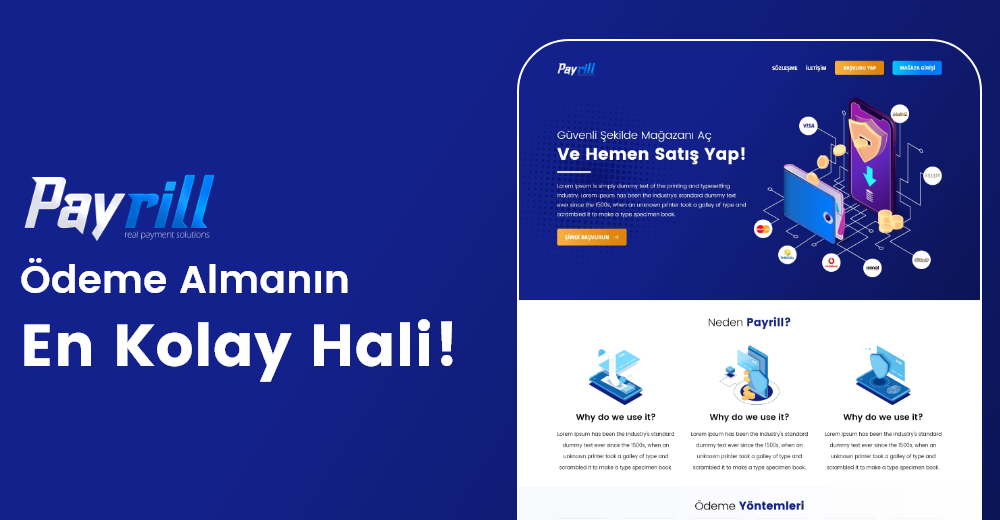 Payrill
real payment solutions
Ödeme Almanın
En Kolay Hali!
Payrill
SÖZLEŞME İLETİŞİM BAŞVURU YAP MAĞAZA GİRİŞİ
Güvenli Şekilde Mağazanı Aç
Ve Hemen Satış Yap!
Lorem Ipsum is simply dummy text of the printing and typesetting
industry. Lorem Ipsum has been the industry's standard dummy text
ever since the 1500s, when an unknown printer took a galley of type and
scrambled it to make a type specimen book.
ŞİMDİ BAŞVURUN
VISA
vodafone
ininal
Neden Payrill?
Why do we use it? Why do we use it? Why do we use it?
Lorem Ipsum has been the industry's standard
dummy text ever since the 1500s, when an
unknown printer took a galley of type and
scrambled it to make a type specimen book.
Lorem Ipsum has been the industry's standard
dummy text ever since the 1500s, when an
unknown printer took a galley of type and
scrambled it to make a type specimen book.
Lorem Ipsum has been the industry's standard
dummy text ever since the 1500s, when an
unknown printer took a galley of type and
scrambled it to make a type specimen book.
Ödeme Yöntemleri